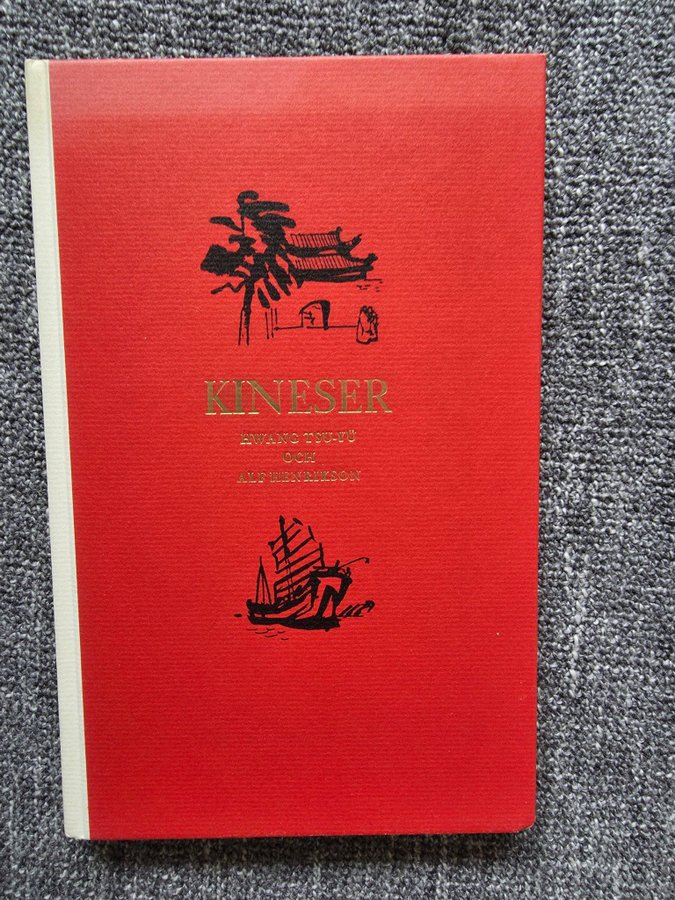 KINESER
HWANG TSU-YÜ
OCH
ALF HENRIKSON